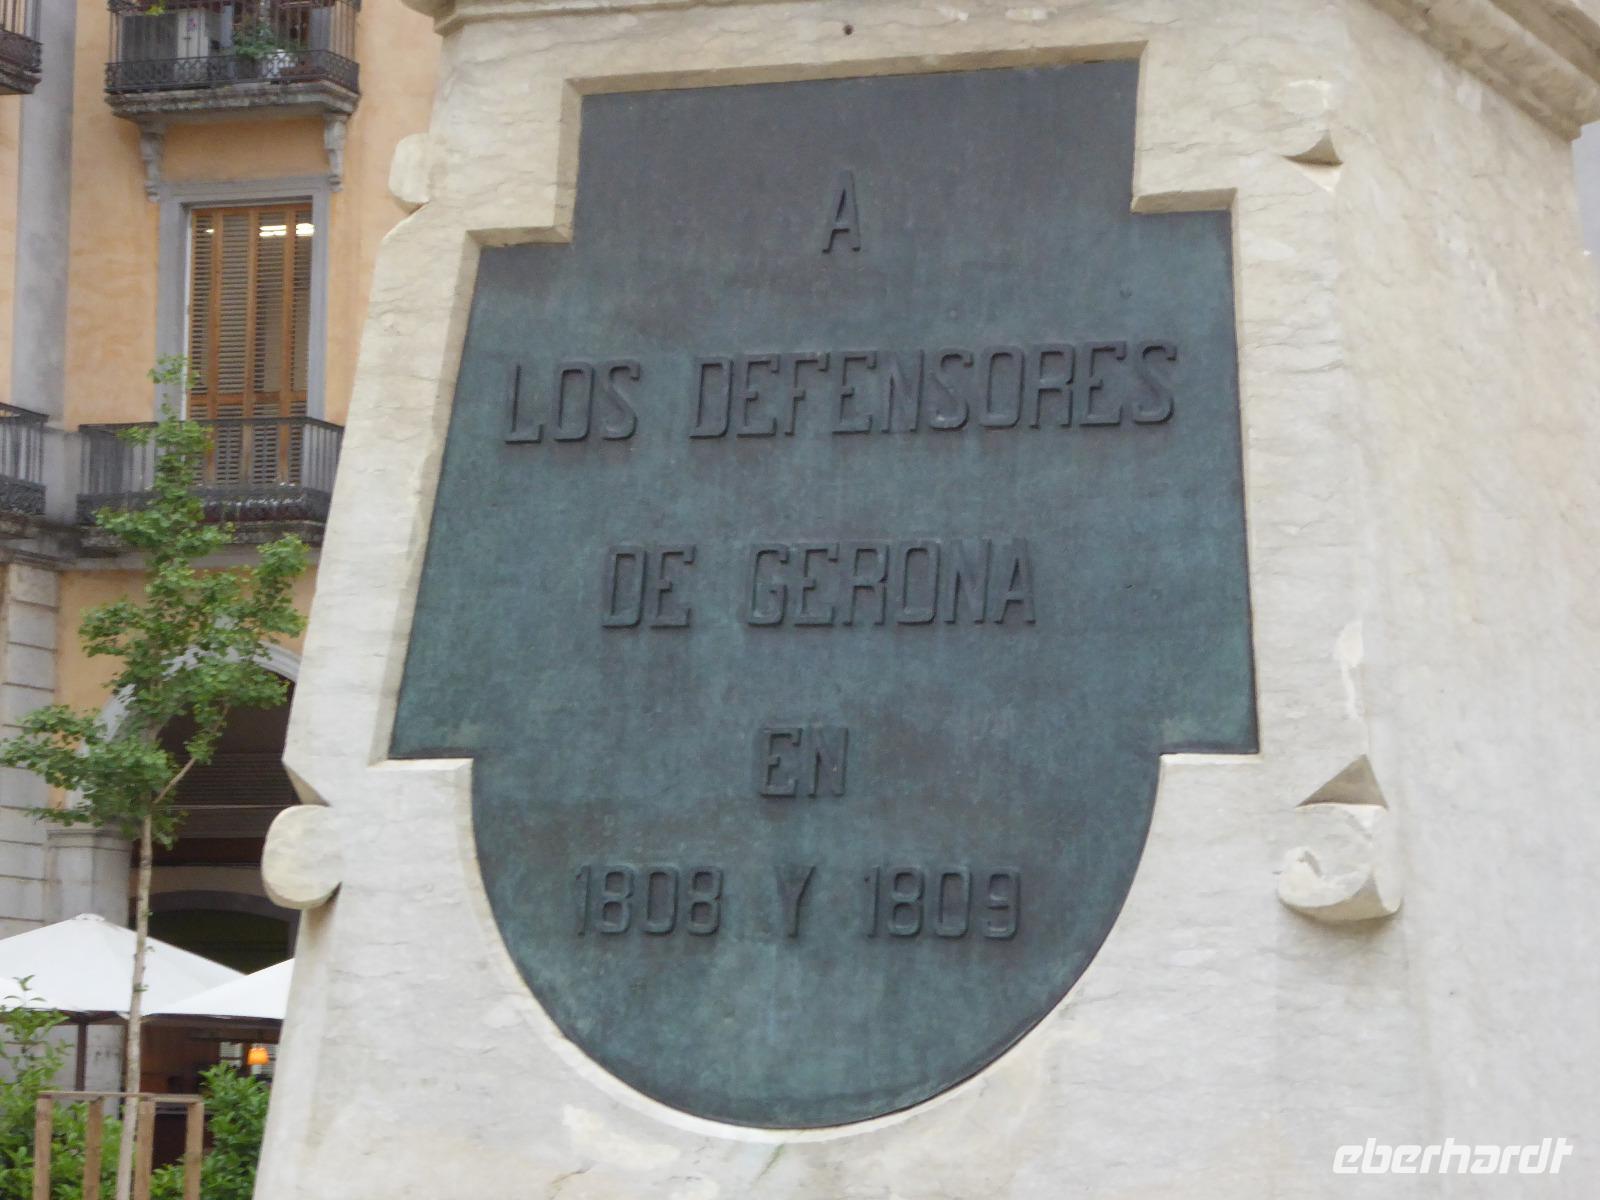 A
LOS DEFENSORES
DE GERONA
EN
1808 Y 1809
eberhardt